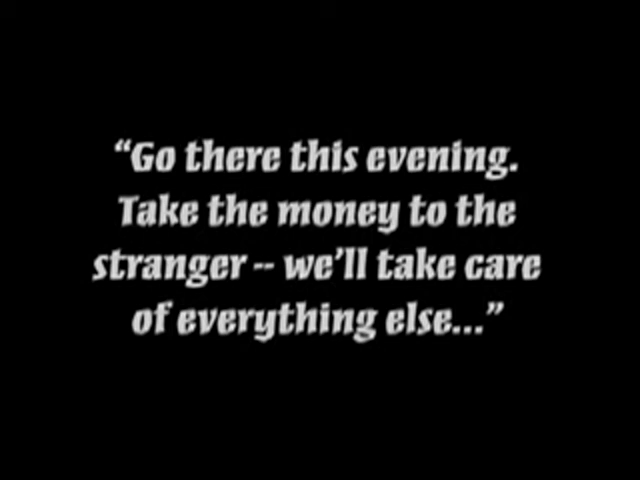 “Go there this evening.
Take the money to the
stranger -- we’ll take care
of everything else...”